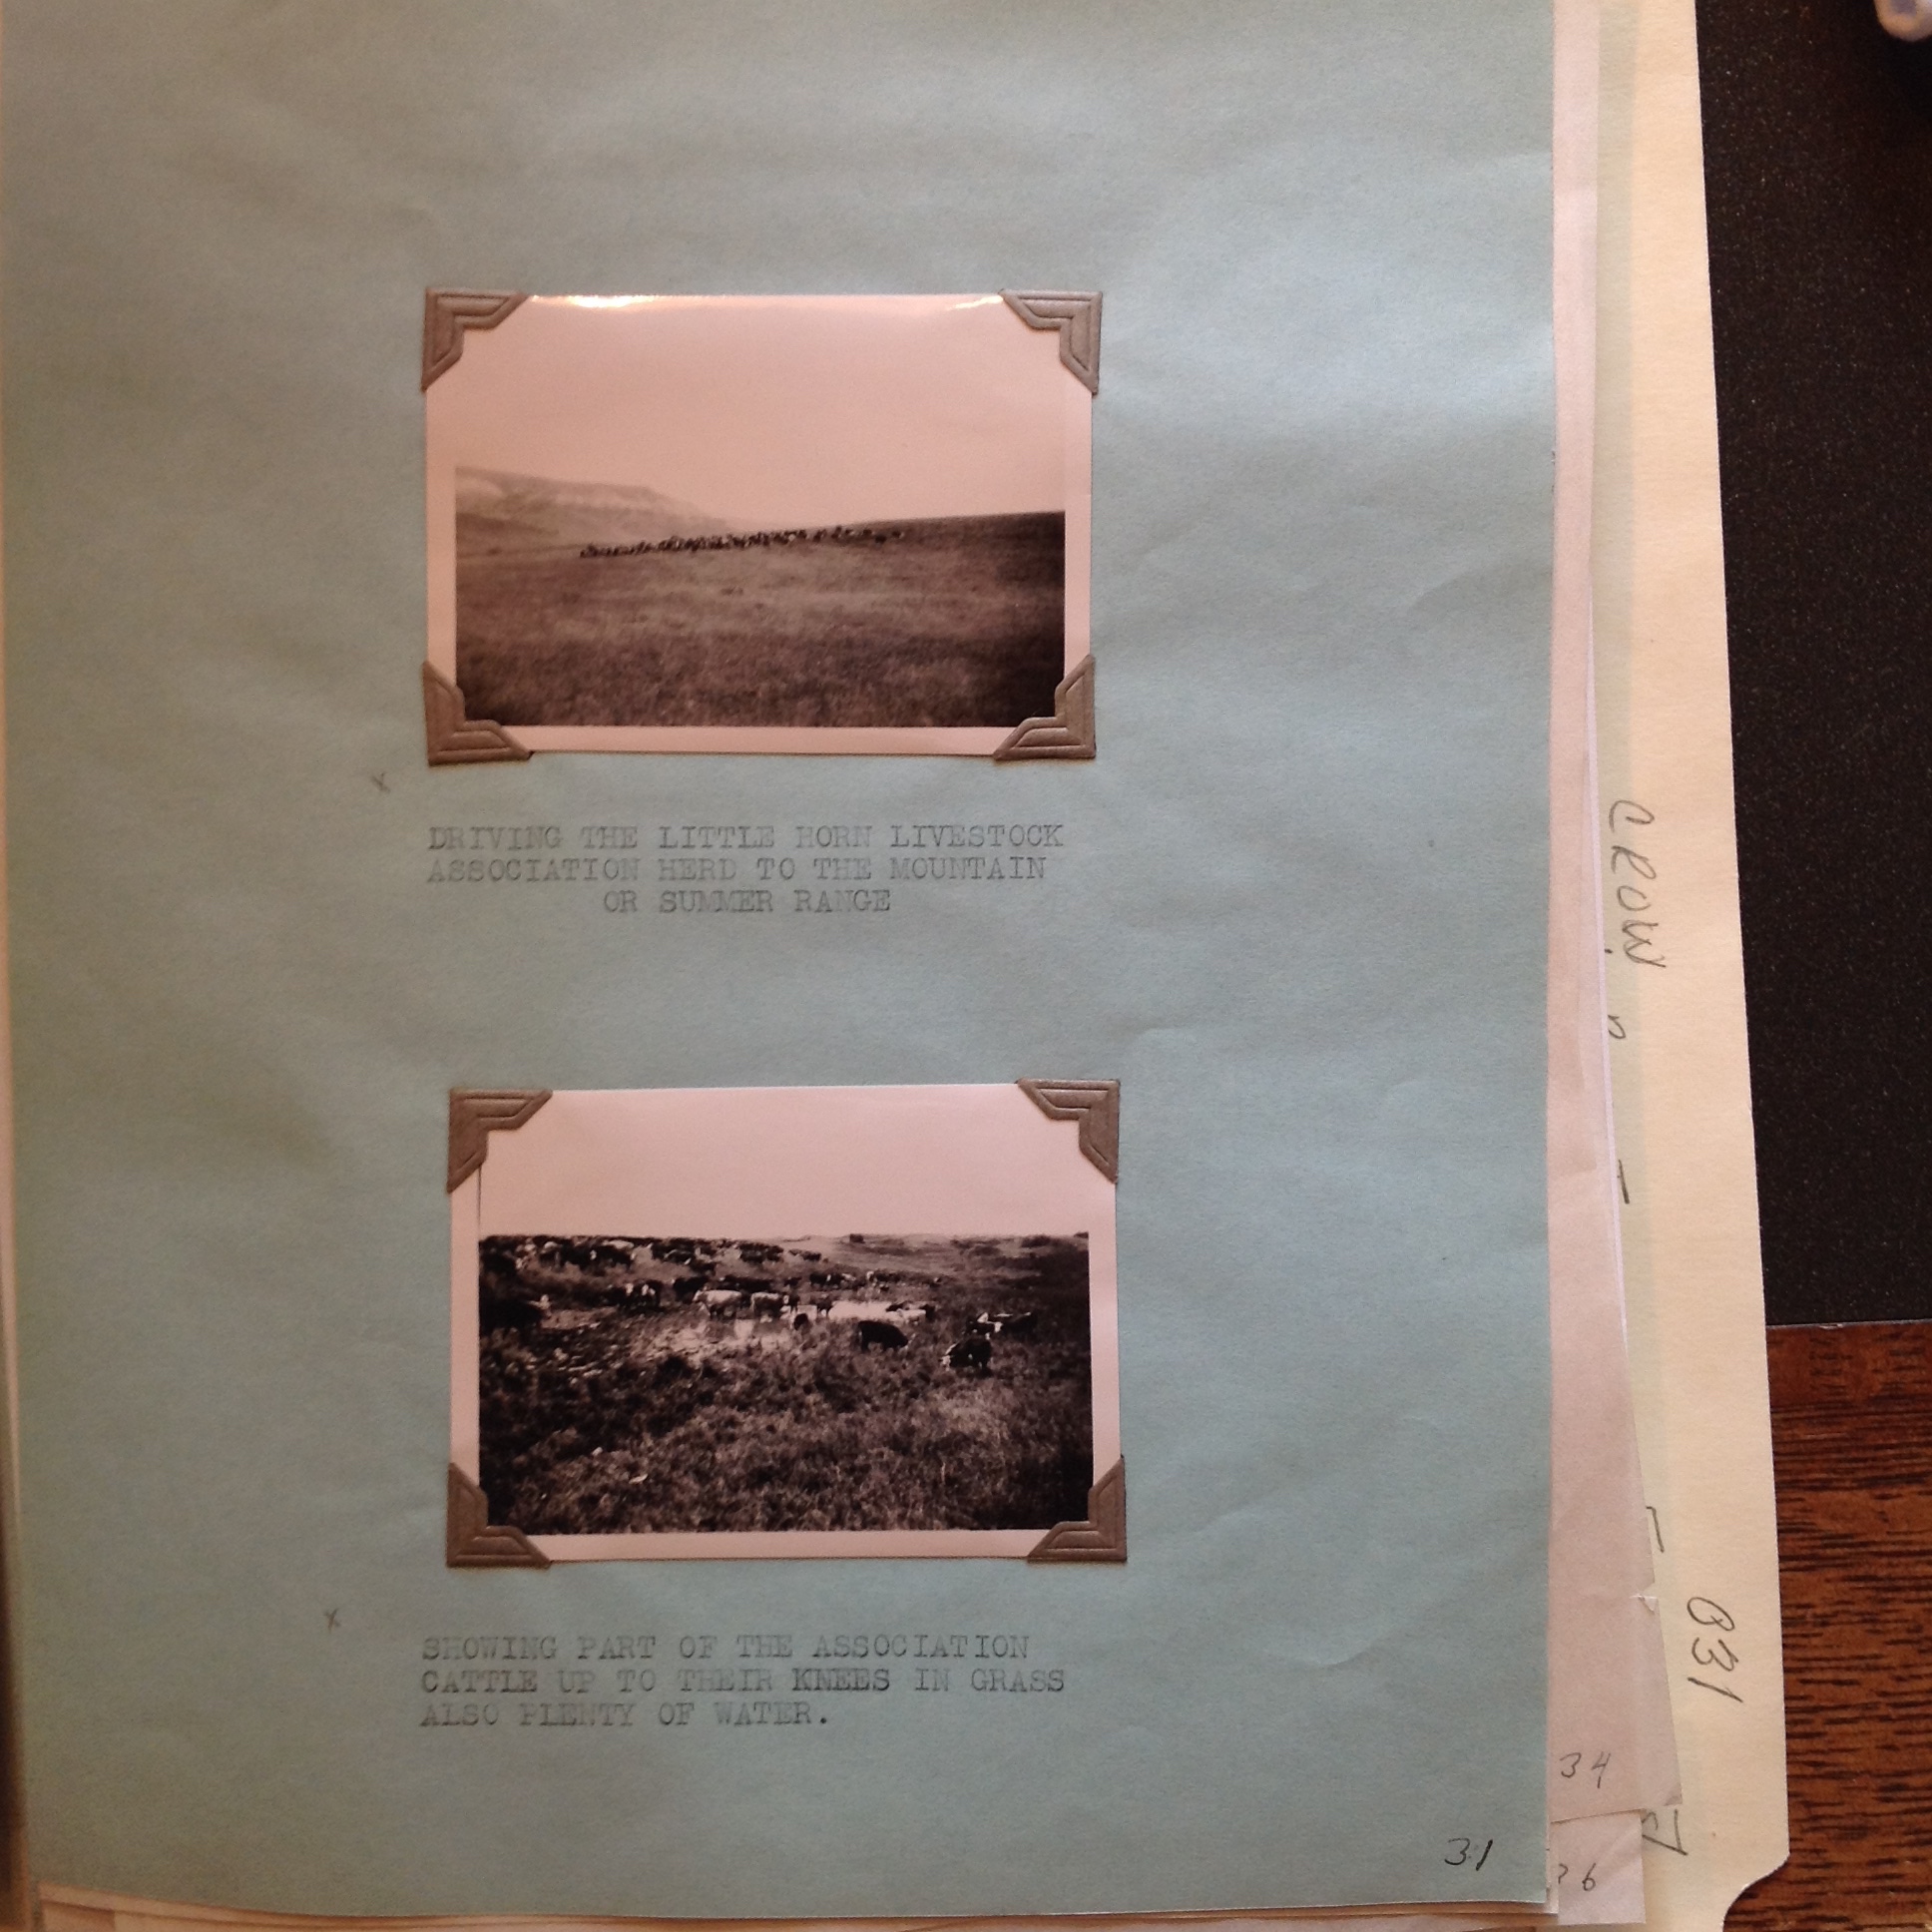 DRIVING THE LITTLE HORN LIVESTOCK
ASSOCIATION HERD TO THE MOUNTAIN
OR SUMMER RANGE
SHOWING PART OF THE ASSOCIATION
CATTLE UP TO THEIR KNEES IN GRASS
ALSO PLENTY OF WATER.
31
34
CROW
031